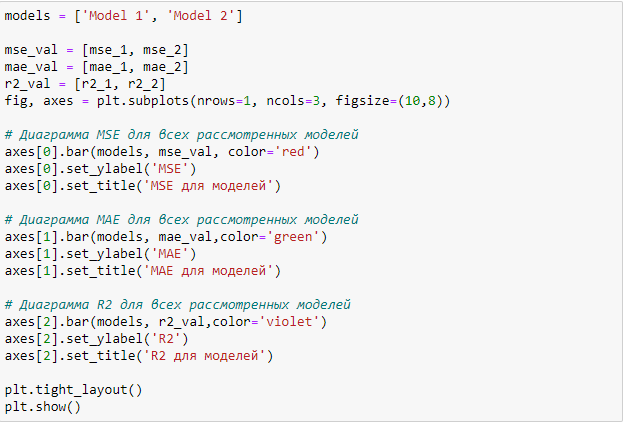 models = ['Model 1', 'Model 2']
mse_val = [mse_1, mse_2]
mae_val = [mae_1, mae_2]
r2_val = [r2_1, r2_2]
fig, axes = plt.subplots(nrows=1, ncols=3, figsize=(10,8))
# Диаграмма MSE для всех рассмотренных моделей
axes[0].bar(models, mse_val, color='red')
axes[0].set_ylabel('MSE')
axes[0].set_title('MSE для моделей')
# Диаграмма MAE для всех рассмотренных моделей
axes[1].bar(models, mae_val,color='green')
axes[1].set_ylabel('MAE')
axes[1].set_title('MAE для моделей')
# Диаграмма R2 для всех рассмотренных моделей
axes[2].bar(models, r2_val,color='violet')
axes[2].set_ylabel('R2')
axes[2].set_title('R2 для моделей')
plt.tight_layout()
plt.show()